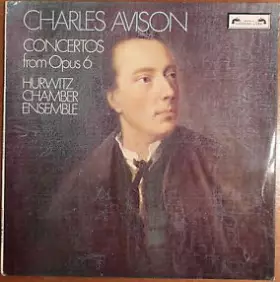 CHARLES AVISON
CONCERTOS
from Opus 6
HURWITZ
CHAMBER
ENSEMBLE